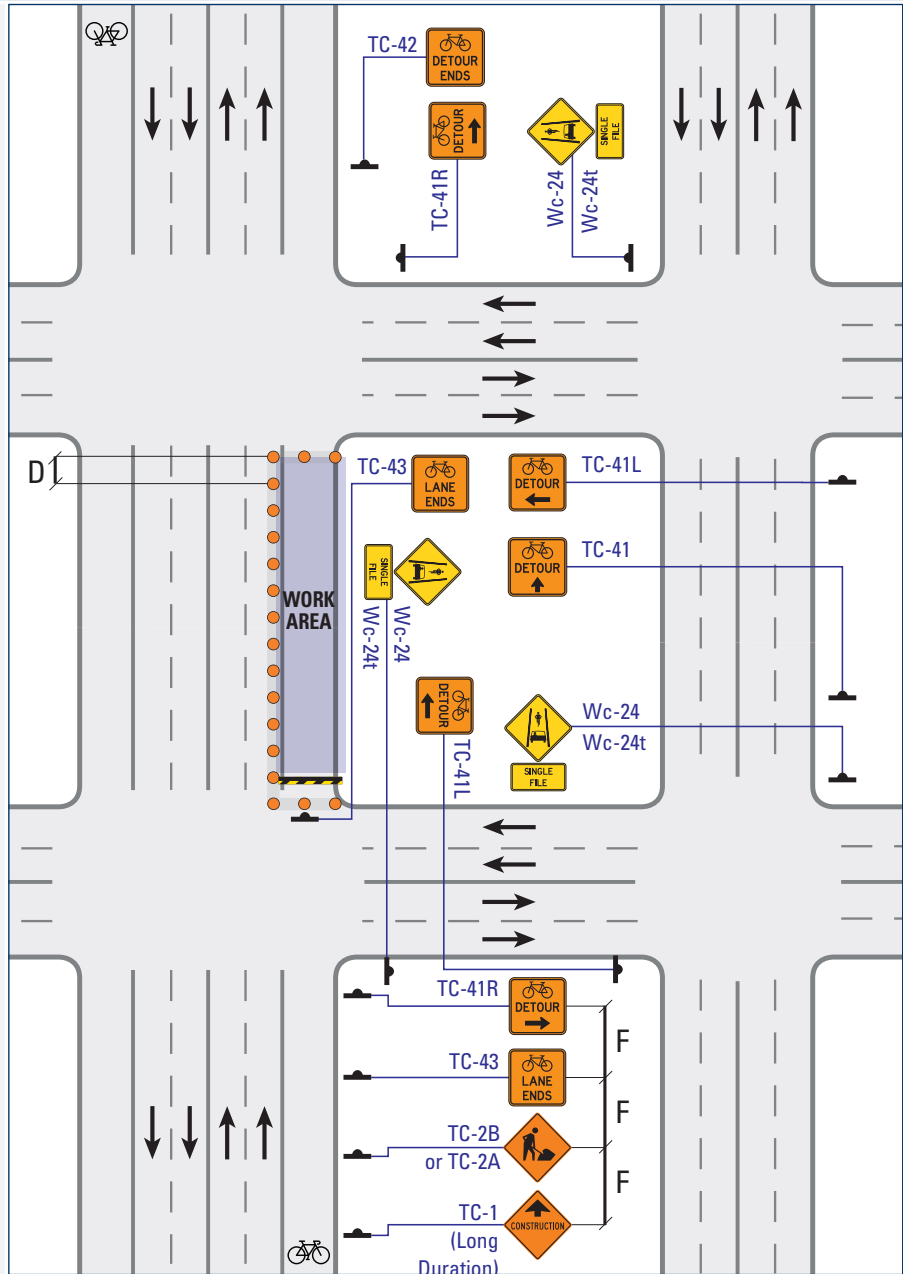 TC-42
DETOUR
ENDS
DETOUR
TC-41R
SINGLE
FILE
Wc-24
Wc-24t
D
TC-43
LANE
ENDS
TC-41L
DETOUR
TC-41
DETOUR
SINGLE
FILE
Wc-24
Wc-24t
WORK
AREA
DETOUR
TC-41L
Wc-24
Wc-24t
SINGLE
FILE
TC-41R
DETOUR
F
TC-43
LANE
ENDS
F
TC-2B
or TC-2A
F
TC-1
(Long
Duration)
CONSTRUCTION